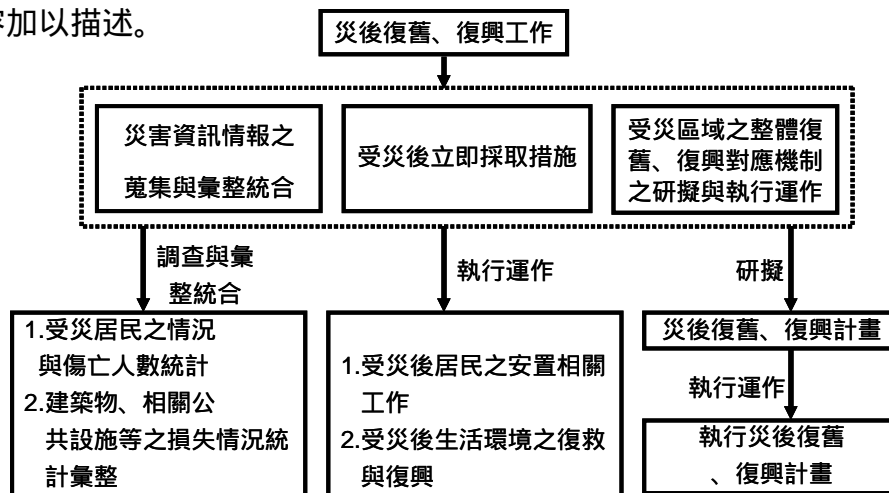 容加以描述。
災後復舊、復興工作
災害資訊情報之
蒐集與彙整統合
受災後立即採取措施
受災區域之整體復
舊、復興對應機制
之研擬與執行運作
調查與彙
整統合
執行運作
研擬
1.受災居民之情況
與傷亡人數統計
2.建築物、相關公
共設施等之損失情況統
計彙整
1.受災後居民之安置相關
工作
2.受災後生活環境之復救
與復興
災後復舊、復興計畫
執行運作
執行災後復舊
、復興計畫